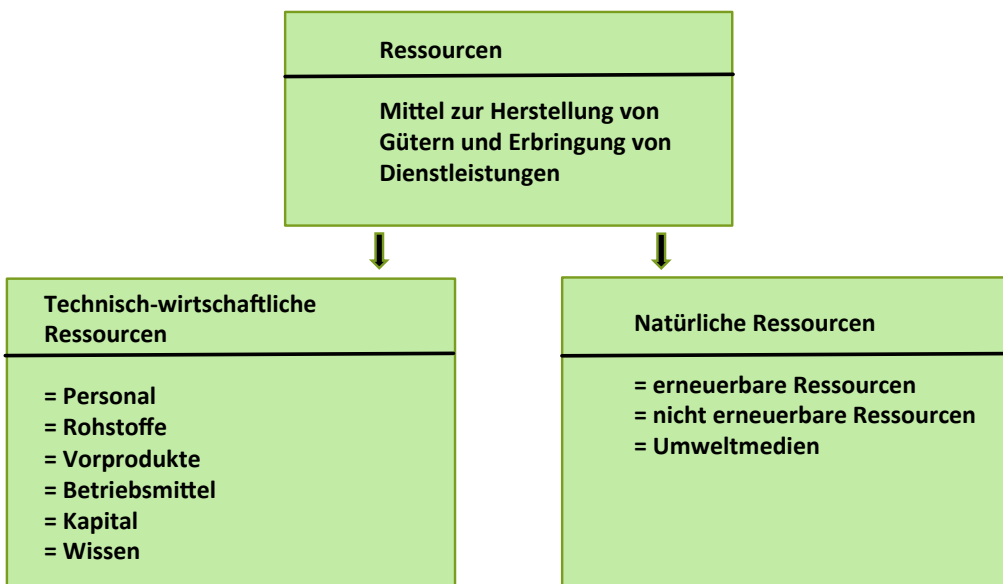 Ressourcen
Mittel zur Herstellung von
Gütern und Erbringung von
Dienstleistungen
Technisch-wirtschaftliche
Ressourcen
= Personal
= Rohstoffe
= Vorprodukte
= Betriebsmittel
= Kapital
= Wissen
Natürliche Ressourcen
= erneuerbare Ressourcen
= nicht erneuerbare Ressourcen
= Umweltmedien